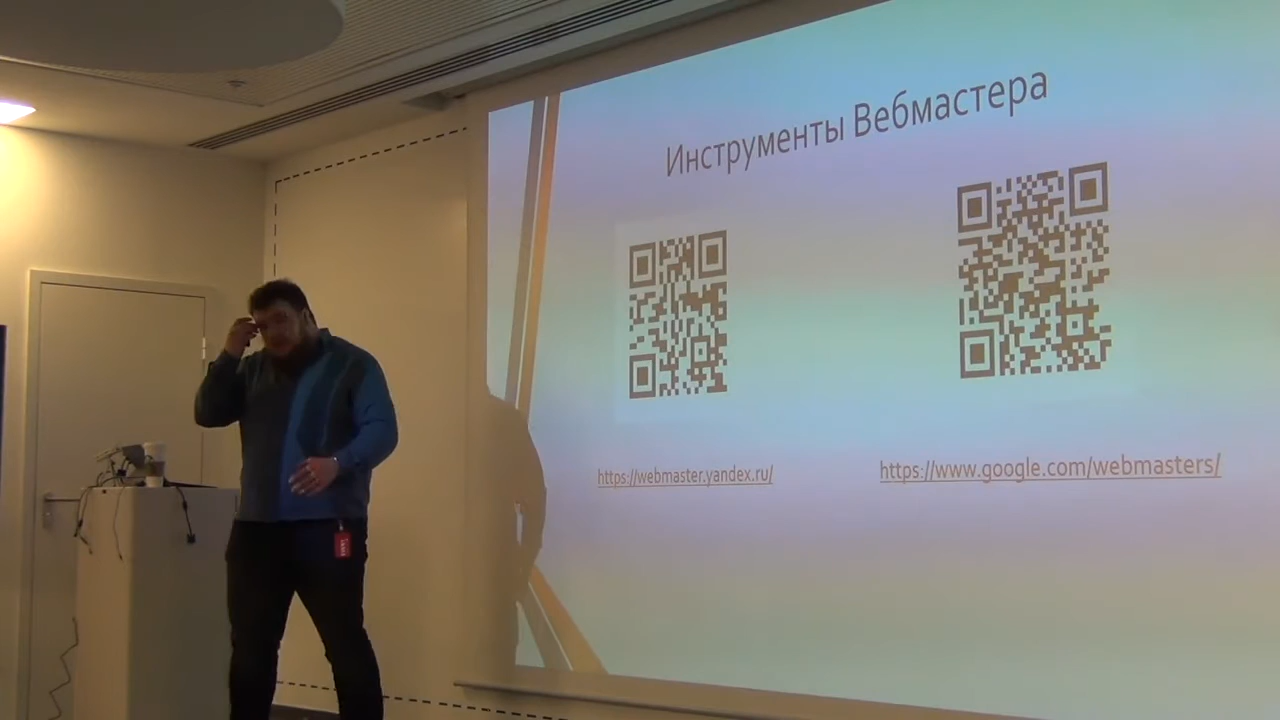 Инструменты Вебмастера
https://webmaster.yandex.ru/
https://www.google.com/webmasters/